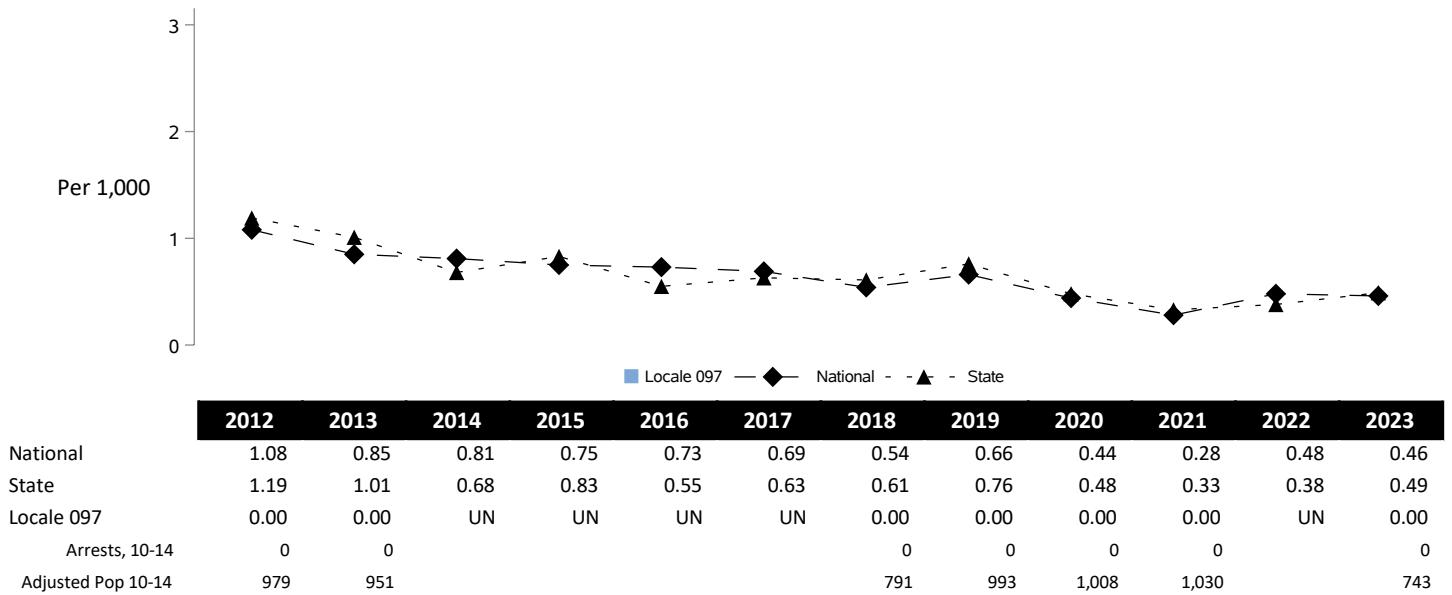 3
2
Per 1,000
1
0
Locale 097 National State
2012 2013 2014 2015 2016 2017 2018 2019 2020 2021 2022 2023
National 1.08 0.85 0.81 0.75 0.73 0.69 0.54 0.66 0.44 0.28 0.48 0.46
State 1.19 1.01 0.68 0.83 0.55 0.63 0.61 0.76 0.48 0.33 0.38 0.49
Locale 097 0.00 0.00 UN UN UN UN 0.00 0.00 0.00 0.00 UN 0.00
Arrests, 10-14 0 0 0 0 0 0 0
Adjusted Pop 10-14 979 951 791 993 1,008 1,030 743